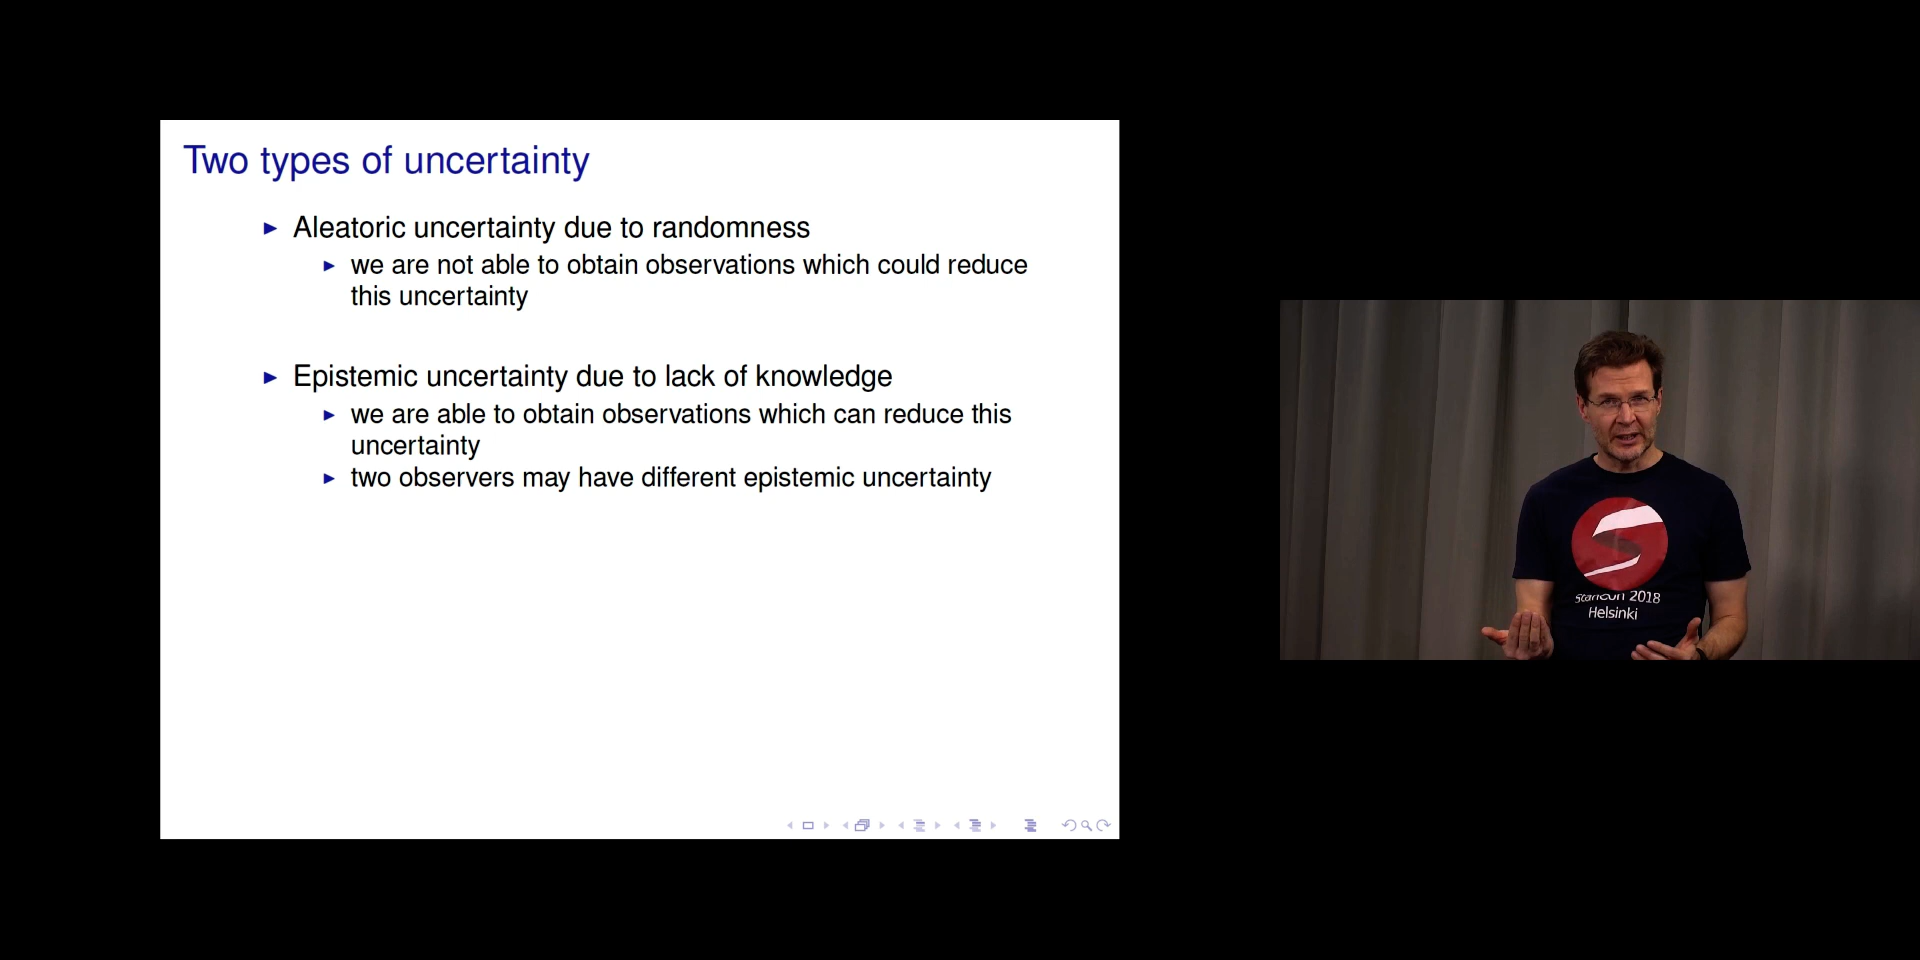 Two types of uncertainty
Aleatoric uncertainty due to randomness
we are not able to obtain observations which could reduce
this uncertainty
Epistemic uncertainty due to lack of knowledge
we are able to obtain observations which can reduce this
uncertainty
two observers may have different epistemic uncertainty
StanCon 2018
Helsinki